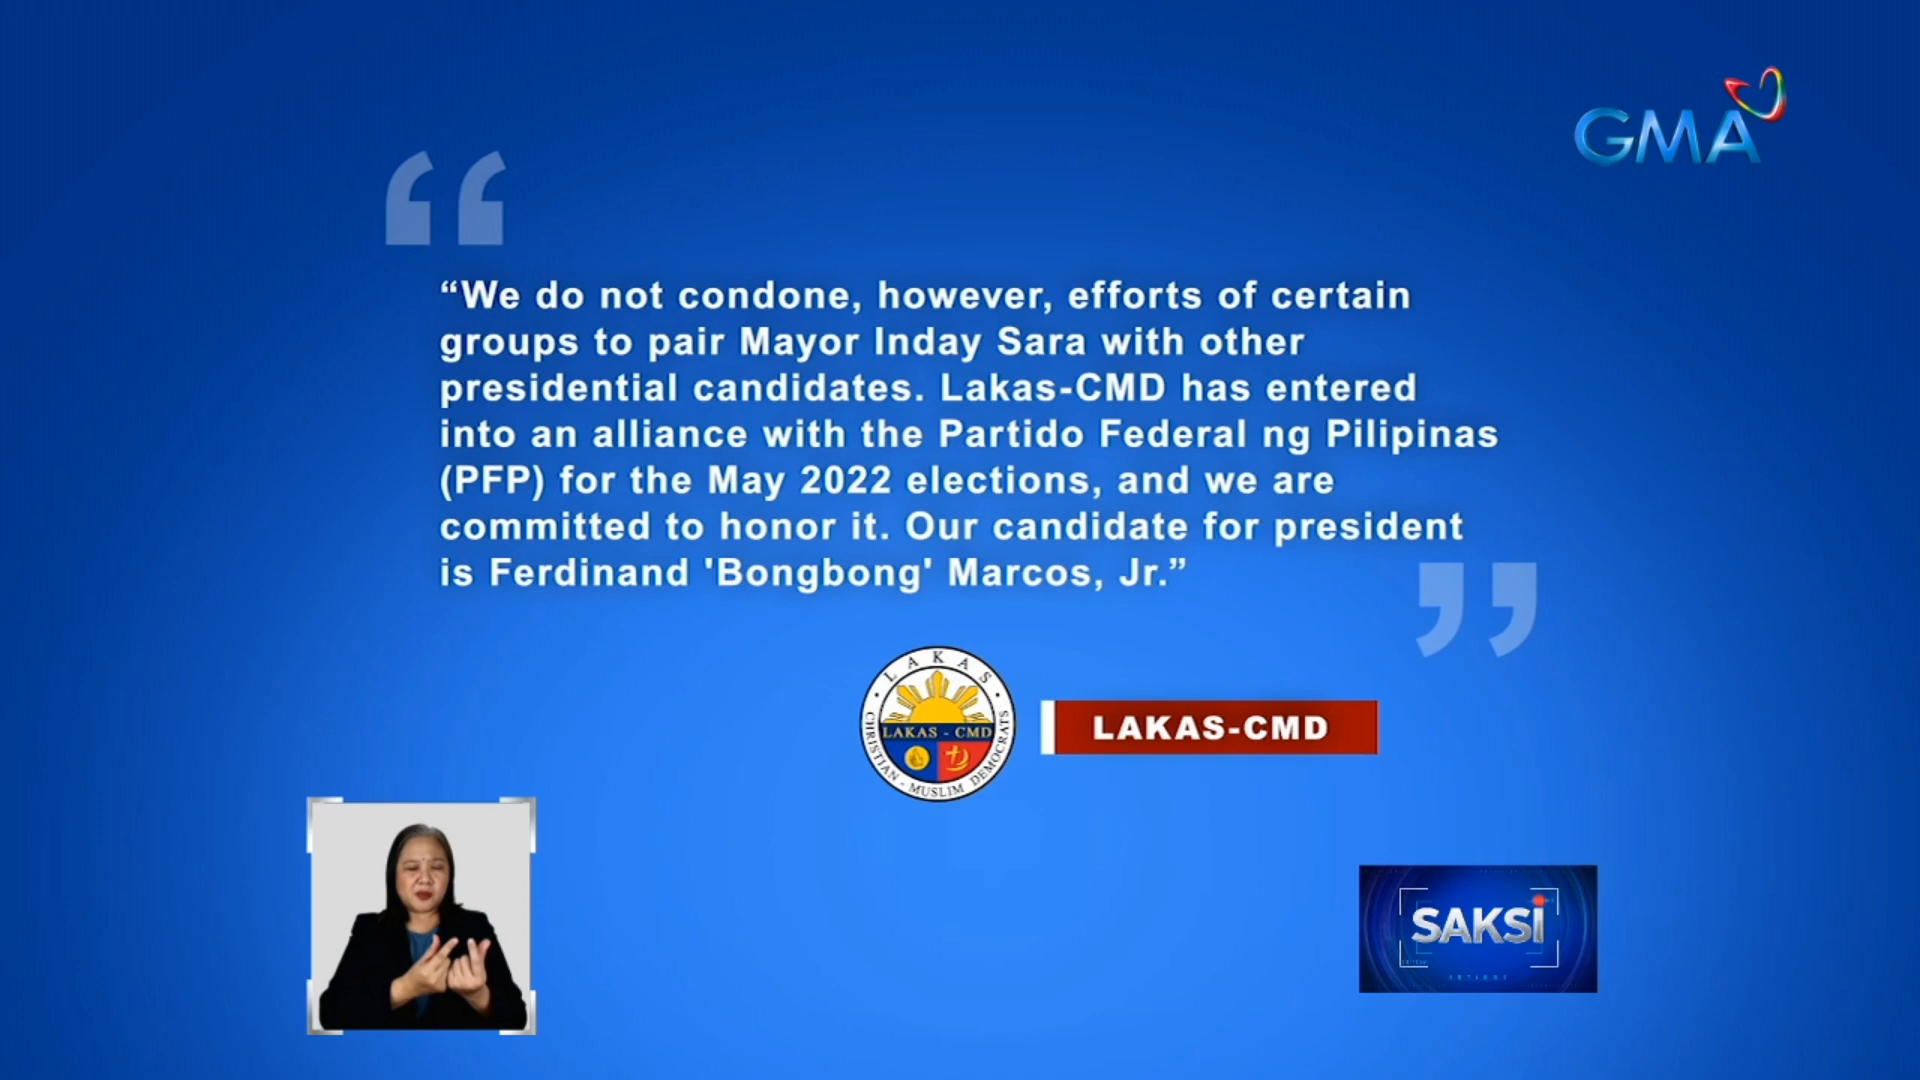 GMA
“We do not condone, however, efforts of certain
groups to pair Mayor Inday Sara with other
presidential candidates. Lakas-CMD has entered
into an alliance with the Partido Federal ng Pilipinas
(PFP) for the May 2022 elections, and we are
committed to honor it. Our candidate for president
is Ferdinand 'Bongbong' Marcos, Jr.”
LAKAS
LAKAS - CMD
CHRISTIAN - MUSLIM DEMOCRATS
LAKAS-CMD
SAKSi